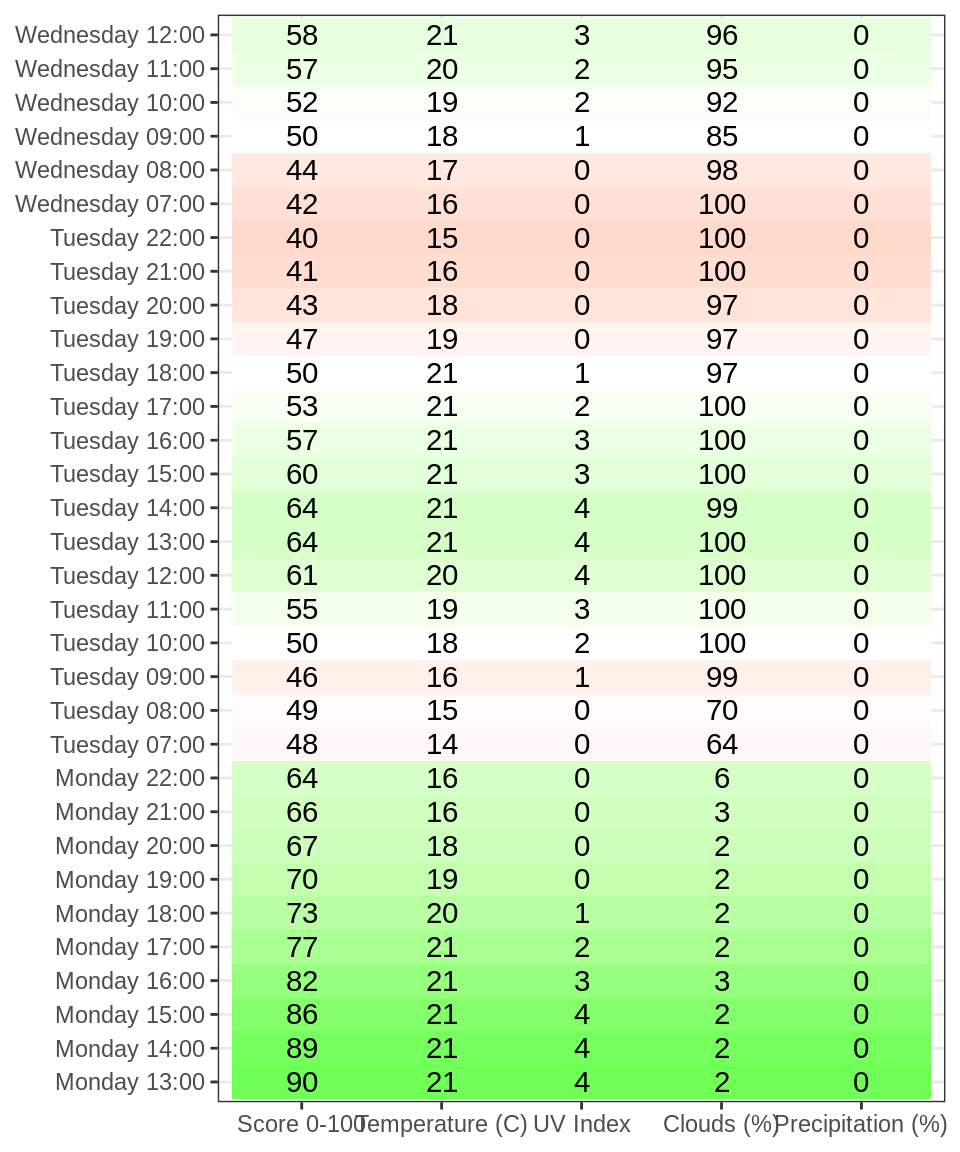 Wednesday 12:00 58 21 3 96 0
Wednesday 11:00 57 20 2 95 0
Wednesday 10:00 52 19 2 92 0
Wednesday 09:00 50 18 1 85 0
Wednesday 08:00 44 17 0 98 0
Wednesday 07:00 42 16 0 100 0
Tuesday 22:00 40 15 0 100 0
Tuesday 21:00 41 16 0 100 0
Tuesday 20:00 43 18 0 97 0
Tuesday 19:00 47 19 0 97 0
Tuesday 18:00 50 21 1 97 0
Tuesday 17:00 53 21 2 100 0
Tuesday 16:00 57 21 3 100 0
Tuesday 15:00 60 21 3 100 0
Tuesday 14:00 64 21 4 99 0
Tuesday 13:00 64 21 4 100 0
Tuesday 12:00 61 20 4 100 0
Tuesday 11:00 55 19 3 100 0
Tuesday 10:00 50 18 2 100 0
Tuesday 09:00 46 16 1 99 0
Tuesday 08:00 49 15 0 70 0
Tuesday 07:00 48 14 0 64 0
Monday 22:00 64 16 0 6 0
Monday 21:00 66 16 0 3 0
Monday 20:00 67 18 0 2 0
Monday 19:00 70 19 0 2 0
Monday 18:00 73 20 1 2 0
Monday 17:00 77 21 2 2 0
Monday 16:00 82 21 3 3 0
Monday 15:00 86 21 4 2 0
Monday 14:00 89 21 4 2 0
Monday 13:00 90 21 4 2 0
Score 0-100 Temperature (C) UV Index Clouds (%) Precipitation (%)